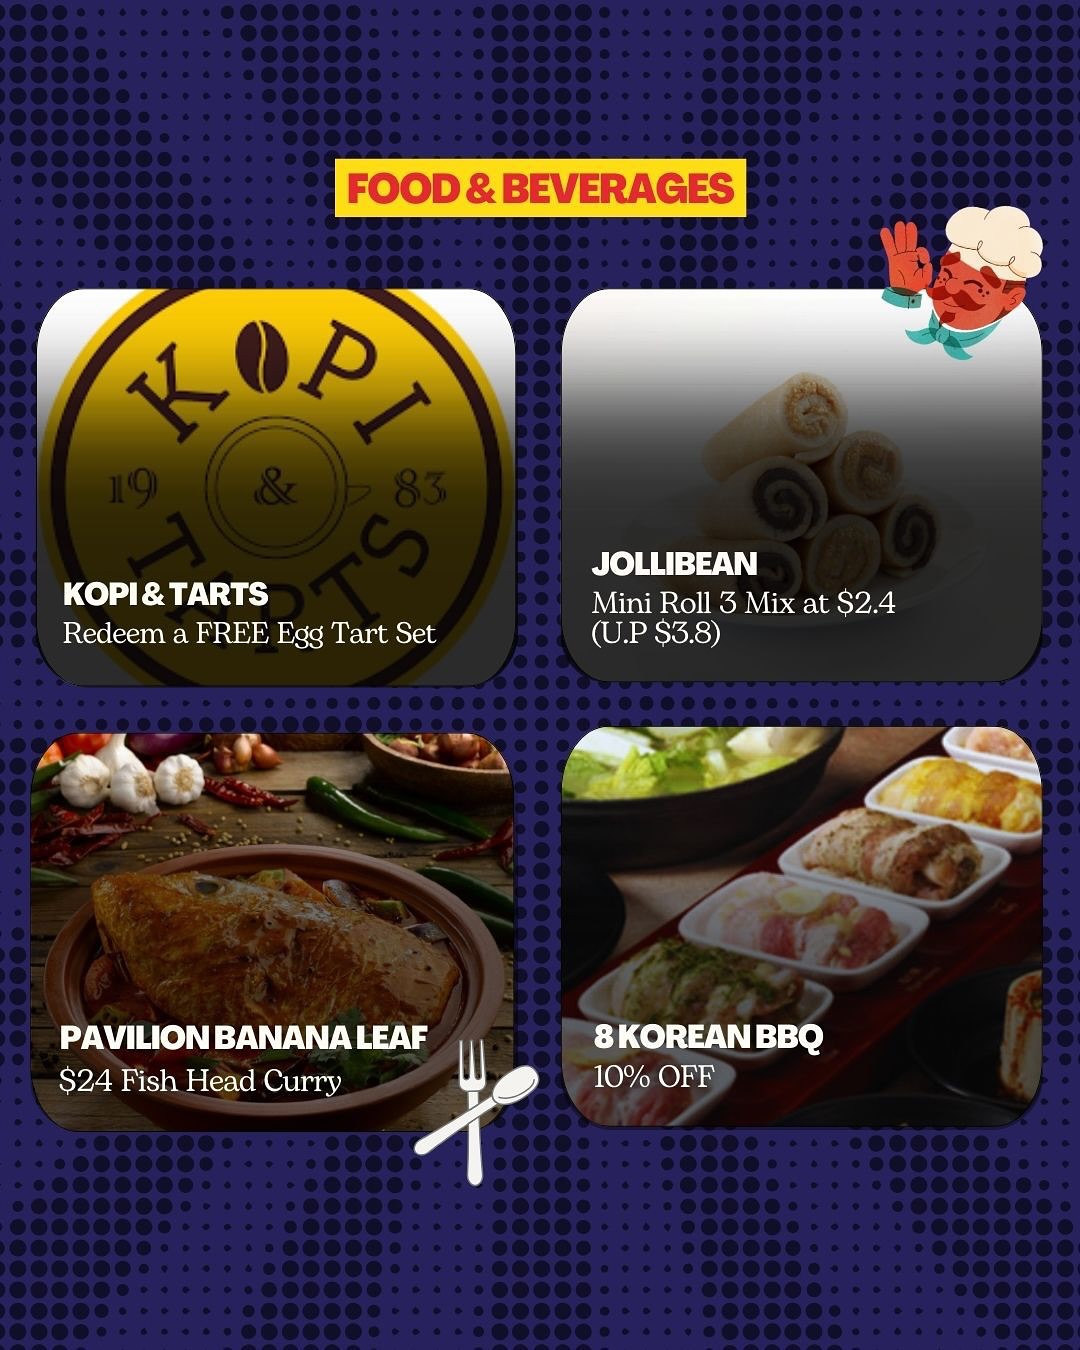 FOOD & BEVERAGES
KOPI
19 & 83
TARTS
KOPI & TARTS
Redeem a FREE Egg Tart Set
JOLLIBEAN
Mini Roll 3 Mix at $2.4
(U.P $3.8)
PAVILION BANANA LEAF
$24 Fish Head Curry
8 KOREAN BBQ
10% OFF